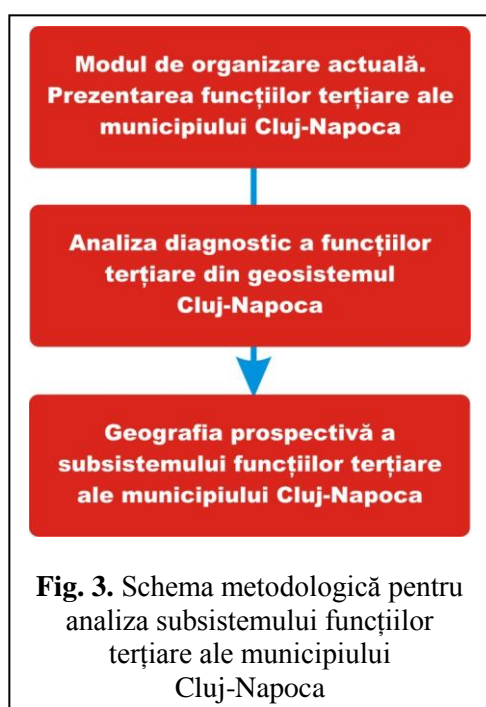 Modul de organizare actuală.
Prezentarea funcțiilor terțiare ale
municipiului Cluj-Napoca
Analiza diagnostic a funcțiilor
terțiare din geosistemul
Cluj-Napoca
Geografia prospectivă a
subsistemului funcțiilor terțiare
ale municipiului Cluj-Napoca
Fig. 3. Schema metodologică pentru
analiza subsistemului funcțiilor
terțiare ale municipiului
Cluj-Napoca